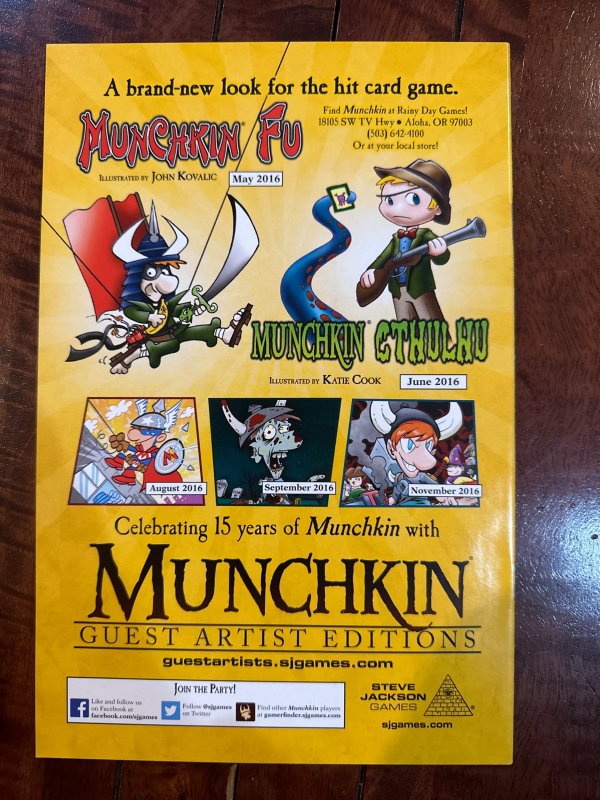 A brand-new look for the hit card game.
MUNCHKIN® FU
Find Munchkin at Rainy Day Games!
18105 SW TV Hwy • Aloha, OR 97003
(503) 642-4100
Or at your local store!
ILLUSTRATED BY JOHN KOVALIC
May 2016
MUNCHKIN® CTHULHU
ILLUSTRATED BY KATIE COOK
June 2016
August 2016
September 2016
November 2016
Celebrating 15 years of Munchkin with
MUNCHKIN®
GUEST ARTIST EDITIONS
guestartists.sjgames.com
JOIN THE PARTY!
Like and follow us
on Facebook at
facebook.com/sjgames
Follow @sjgames
on Twitter
Find other Munchkin players
at gamerfinder.sjgames.com
STEVE
JACKSON
GAMES
®
sjgames.com